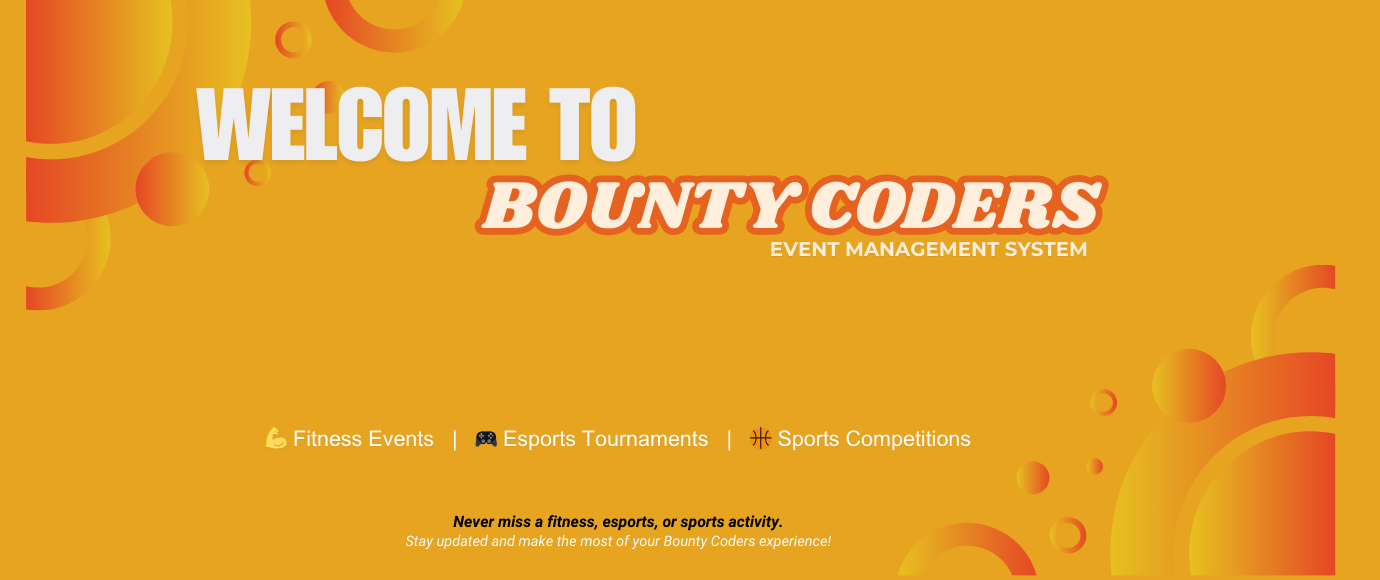 WELCOME TO
BOUNTY CODERS
EVENT MANAGEMENT SYSTEM
💪 Fitness Events | 🎮 Esports Tournaments | 🏀 Sports Competitions
Never miss a fitness, esports, or sports activity.
Stay updated and make the most of your Bounty Coders experience!